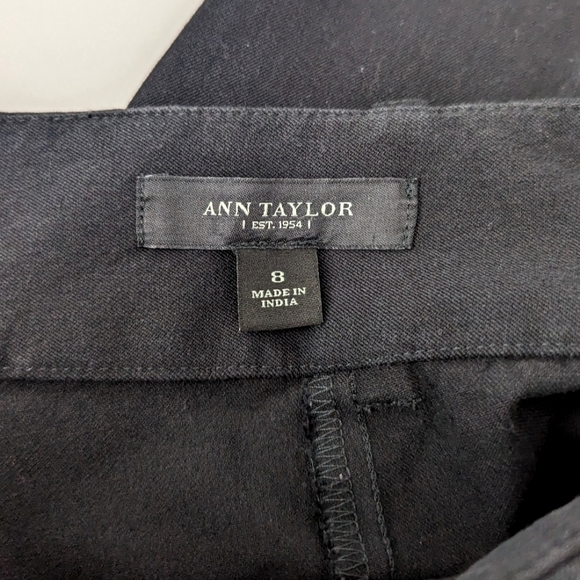 ANN TAYLOR
| EST. 1954 |
8
MADE IN
INDIA